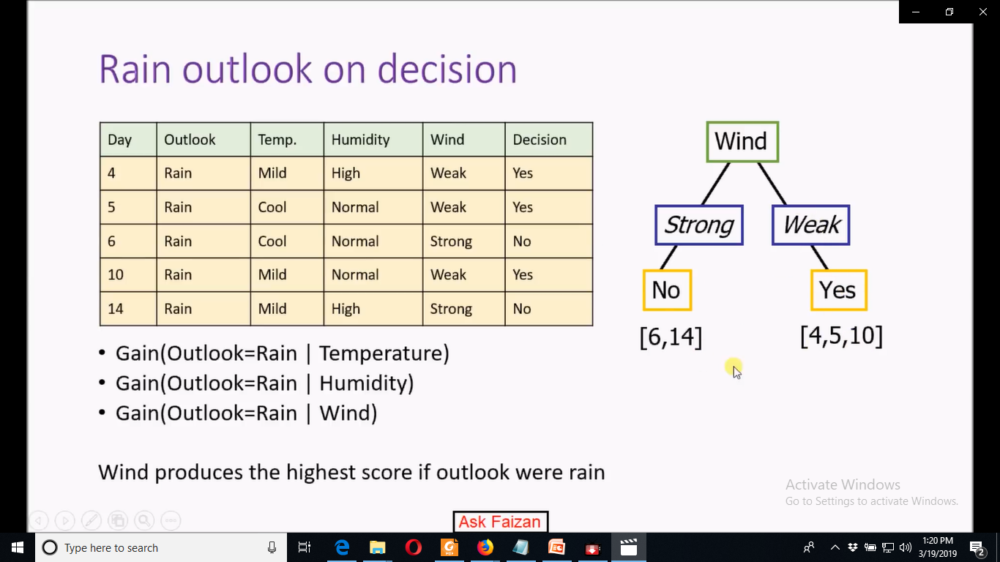 Rain outlook on decision
Day Outlook Temp. Humidity Wind Decision
4 Rain Mild High Weak Yes
5 Rain Cool Normal Weak Yes
6 Rain Cool Normal Strong No
10 Rain Mild Normal Weak Yes
14 Rain Mild High Strong No
Wind
Strong Weak
No Yes
[6,14] [4,5,10]
• Gain(Outlook=Rain | Temperature)
• Gain(Outlook=Rain | Humidity)
• Gain(Outlook=Rain | Wind)
Wind produces the highest score if outlook were rain
Activate Windows
Go to Settings to activate Windows.
Ask Faizan
Type here to search
1:20 PM
3/19/2019
2